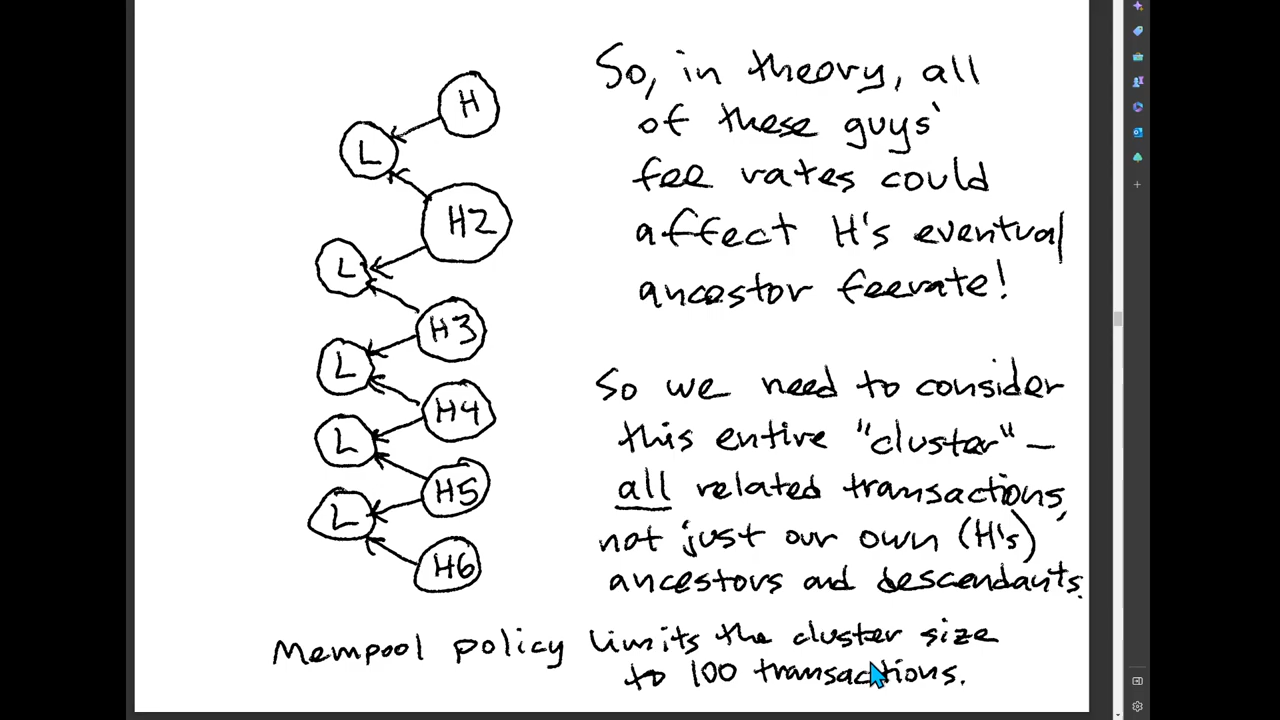 So, in theory, all
of these guys'
fee rates could
affect H's eventual
ancestor feerate!
H
L
H2
L
H3
L
H4
L
H5
L
H6
So we need to consider
this entire "cluster" —
all related transactions,
not just our own (H's)
ancestors and descendants.
Mempool policy limits the cluster size
to 100 transactions.